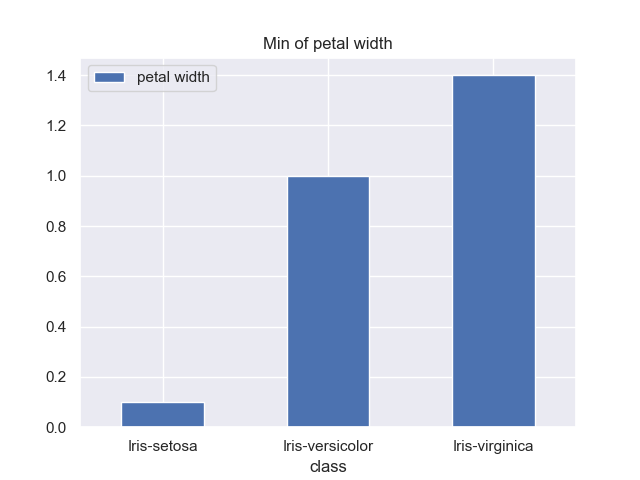 Min of petal width
petal width
1.4
1.2
1.0
0.8
0.6
0.4
0.2
0.0
Iris-setosa Iris-versicolor Iris-virginica
class